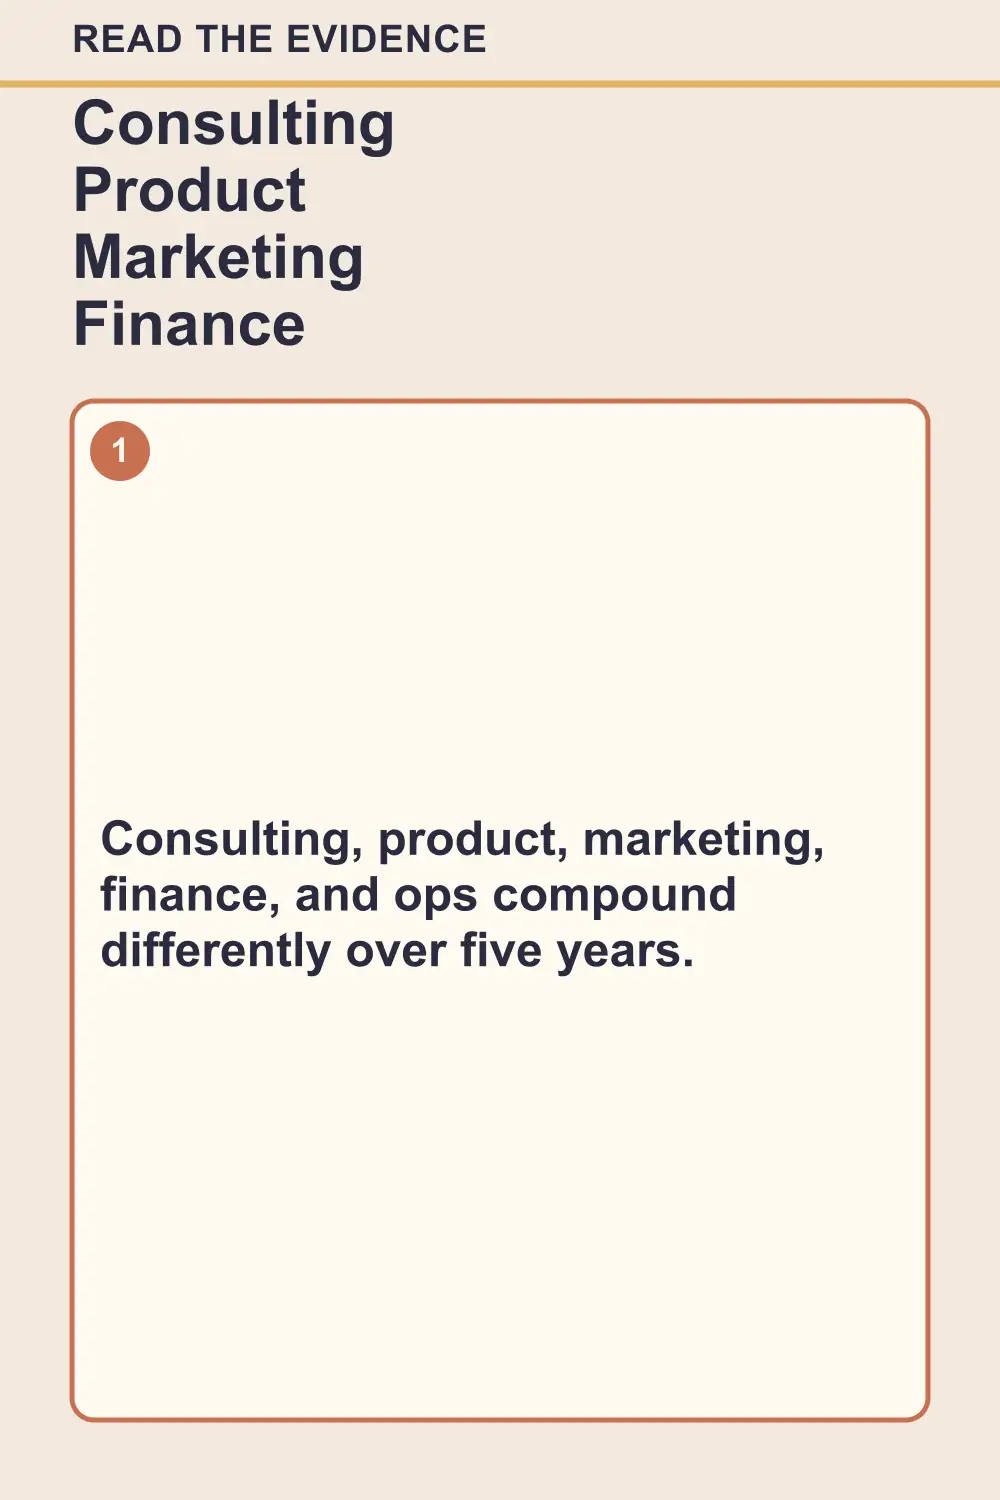 READ THE EVIDENCE
Consulting
Product
Marketing
Finance
1
Consulting, product, marketing,
finance, and ops compound
differently over five years.